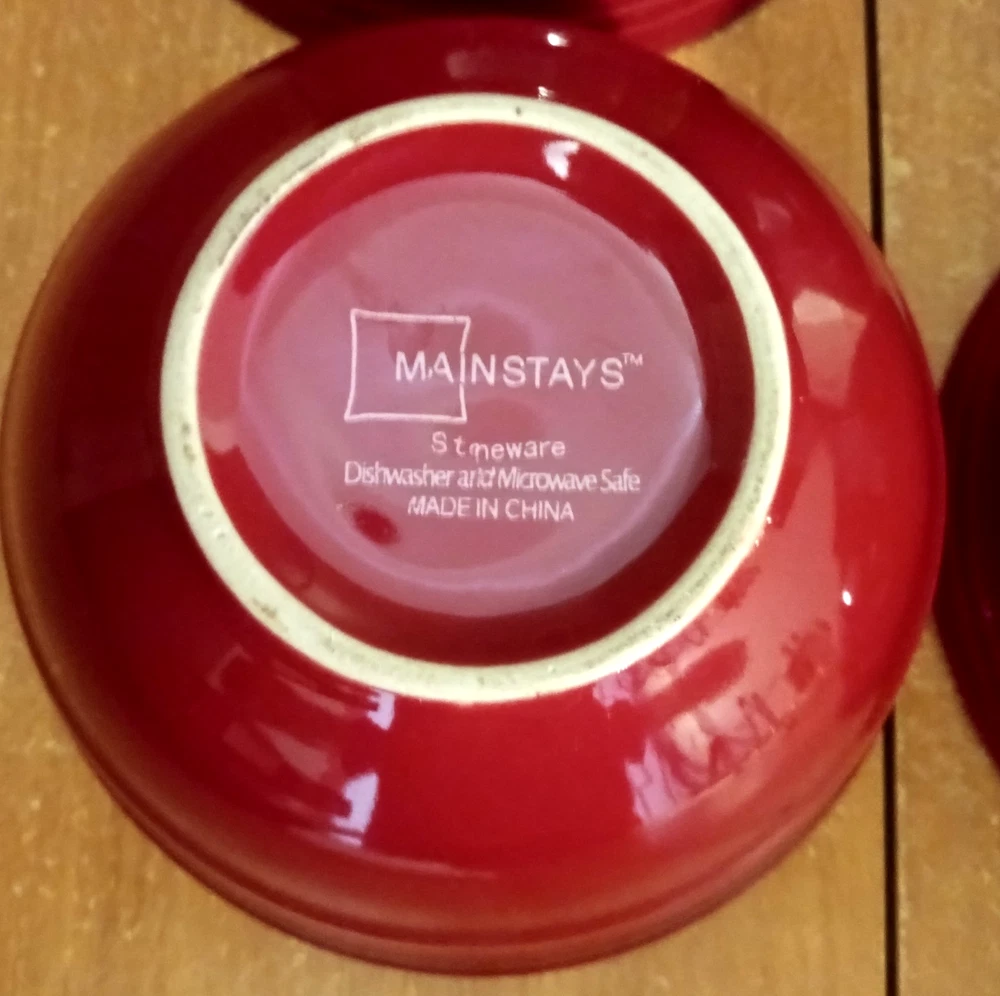 MAINSTAYS™
Stoneware
Dishwasher and Microwave Safe
MADE IN CHINA